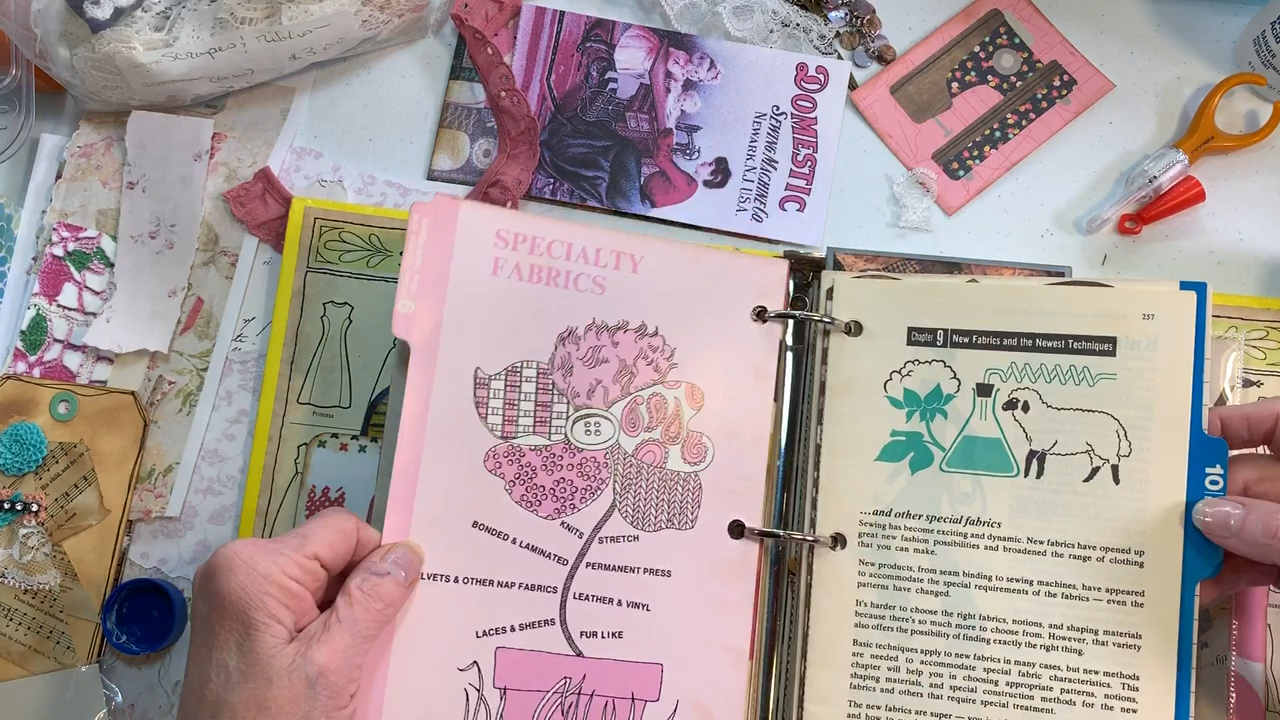 Scrapes & Ribbon
$3.00
DOMESTIC
SEWING MACHINE CO
NEWARK, N.J. U.S.A.
Princess
6
SPECIALTY
FABRICS
KNITS
STRETCH
BONDED & LAMINATED
PERMANENT PRESS
LVETS & OTHER NAP FABRICS
LEATHER & VINYL
LACES & SHEERS
FUR LIKE
257
Chapter 9 New Fabrics and the Newest Techniques
...and other special fabrics
Sewing has become exciting and dynamic. New fabrics have opened up
great new fashion possibilities and broadened the range of clothing
that you can make.
New products, from seam binding to sewing machines, have appeared
to accommodate the special requirements of the fabrics — even the
patterns have changed.
It's harder to choose the right fabrics, notions, and shaping materials
because there's so much more to choose from. However, that variety
also offers the possibility of finding exactly the right thing.
Basic techniques apply to new fabrics in many cases, but new methods
are needed to accommodate special fabric characteristics. This
chapter will help you in choosing appropriate patterns, notions,
shaping materials, and special construction methods for the new
fabrics and others that require special treatment.
The new fabrics are super — you
10